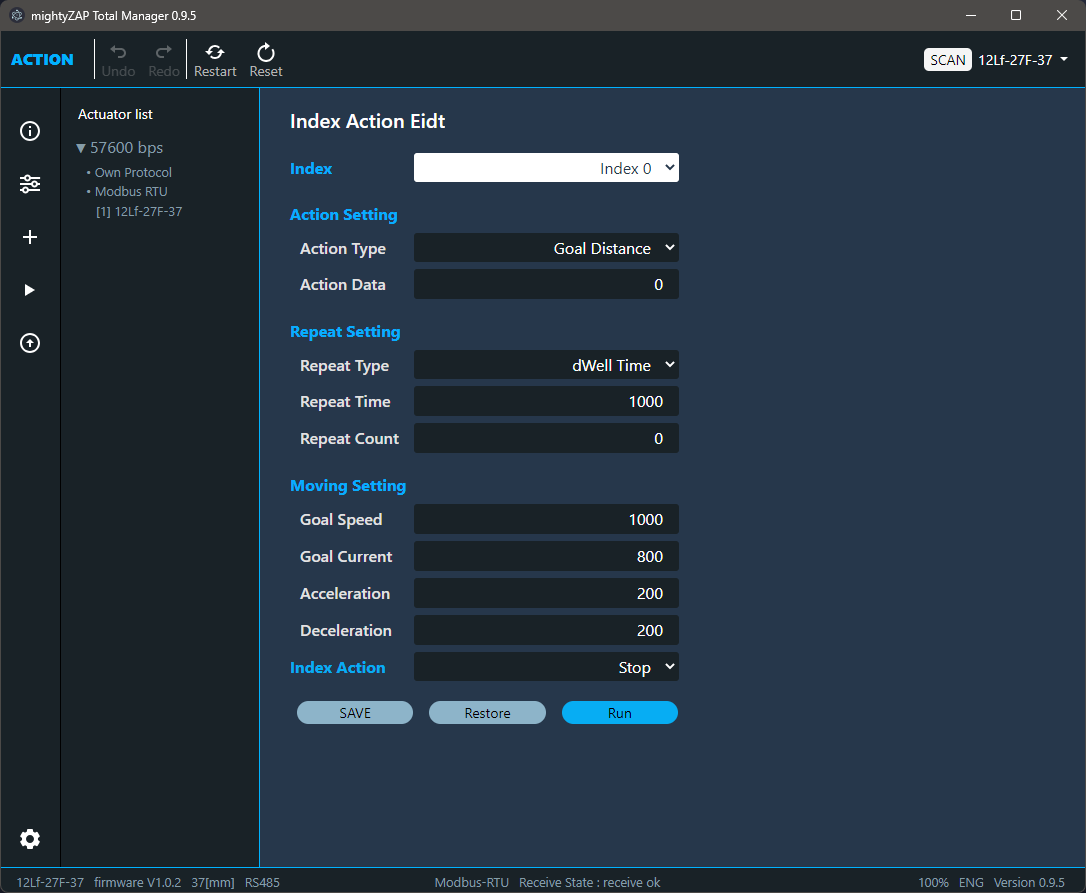 mightyZAP Total Manager 0.9.5
ACTION
Undo
Redo
Restart
Reset
SCAN
12Lf-27F-37
Actuator list
▼ 57600 bps
• Own Protocol
• Modbus RTU
[1] 12Lf-27F-37
Index Action Eidt
Index
Index 0
Action Setting
Action Type
Goal Distance
Action Data
0
Repeat Setting
Repeat Type
dWell Time
Repeat Time
1000
Repeat Count
0
Moving Setting
Goal Speed
1000
Goal Current
800
Acceleration
200
Deceleration
200
Index Action
Stop
SAVE
Restore
Run
12Lf-27F-37 firmware V1.0.2 37[mm] RS485
Modbus-RTU Receive State : receive ok
100% ENG Version 0.9.5